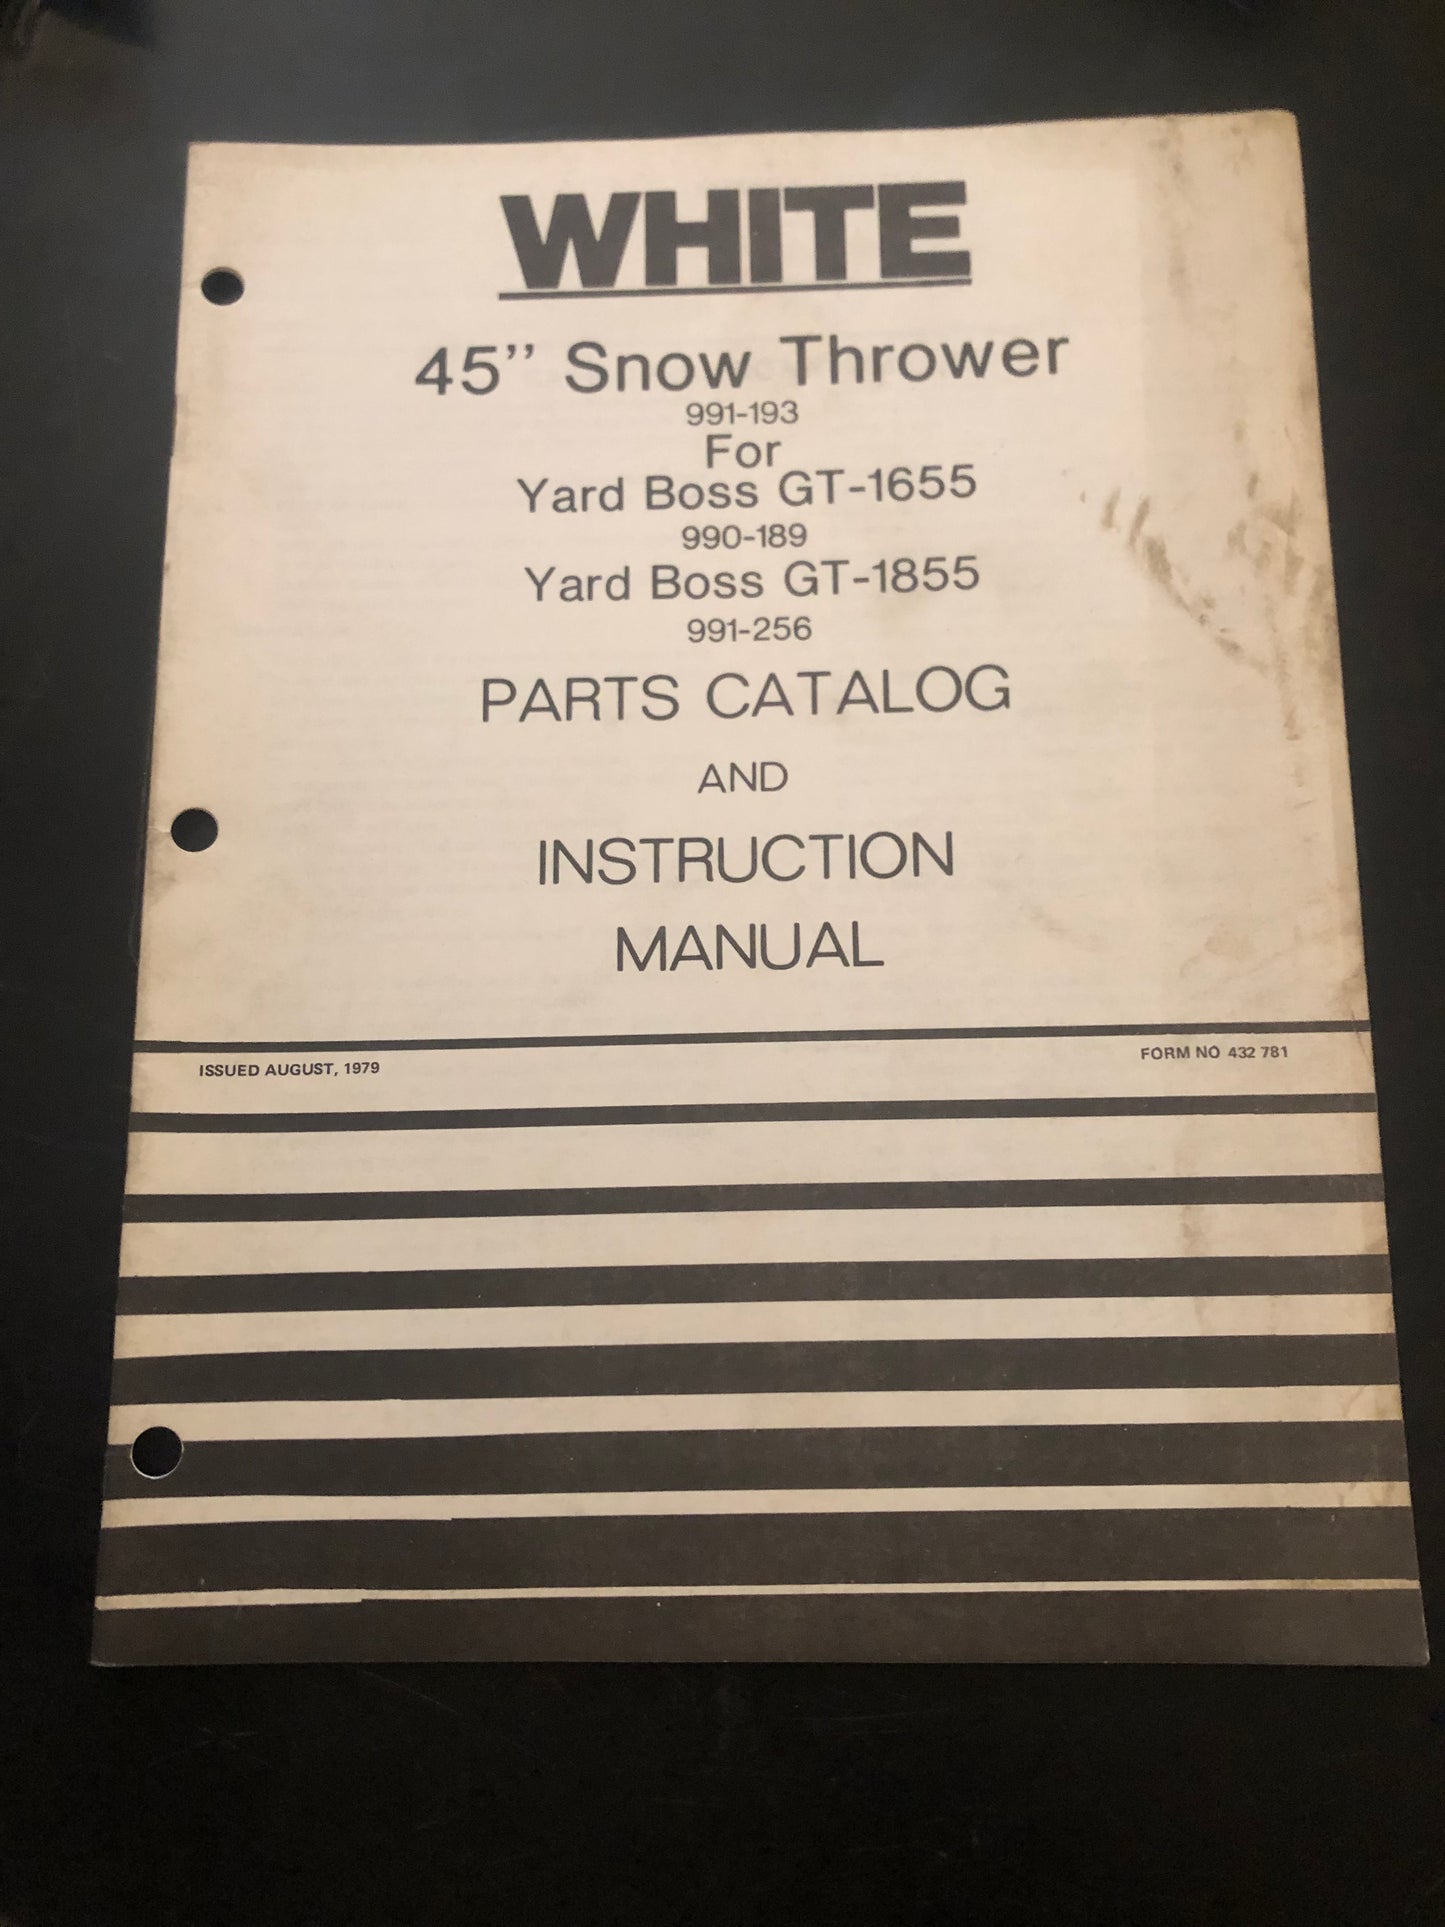 WHITE
45” Snow Thrower
991-193
For
Yard Boss GT-1655
990-189
Yard Boss GT-1855
991-256
PARTS CATALOG
AND
INSTRUCTION
MANUAL
ISSUED AUGUST, 1979
FORM NO 432 781